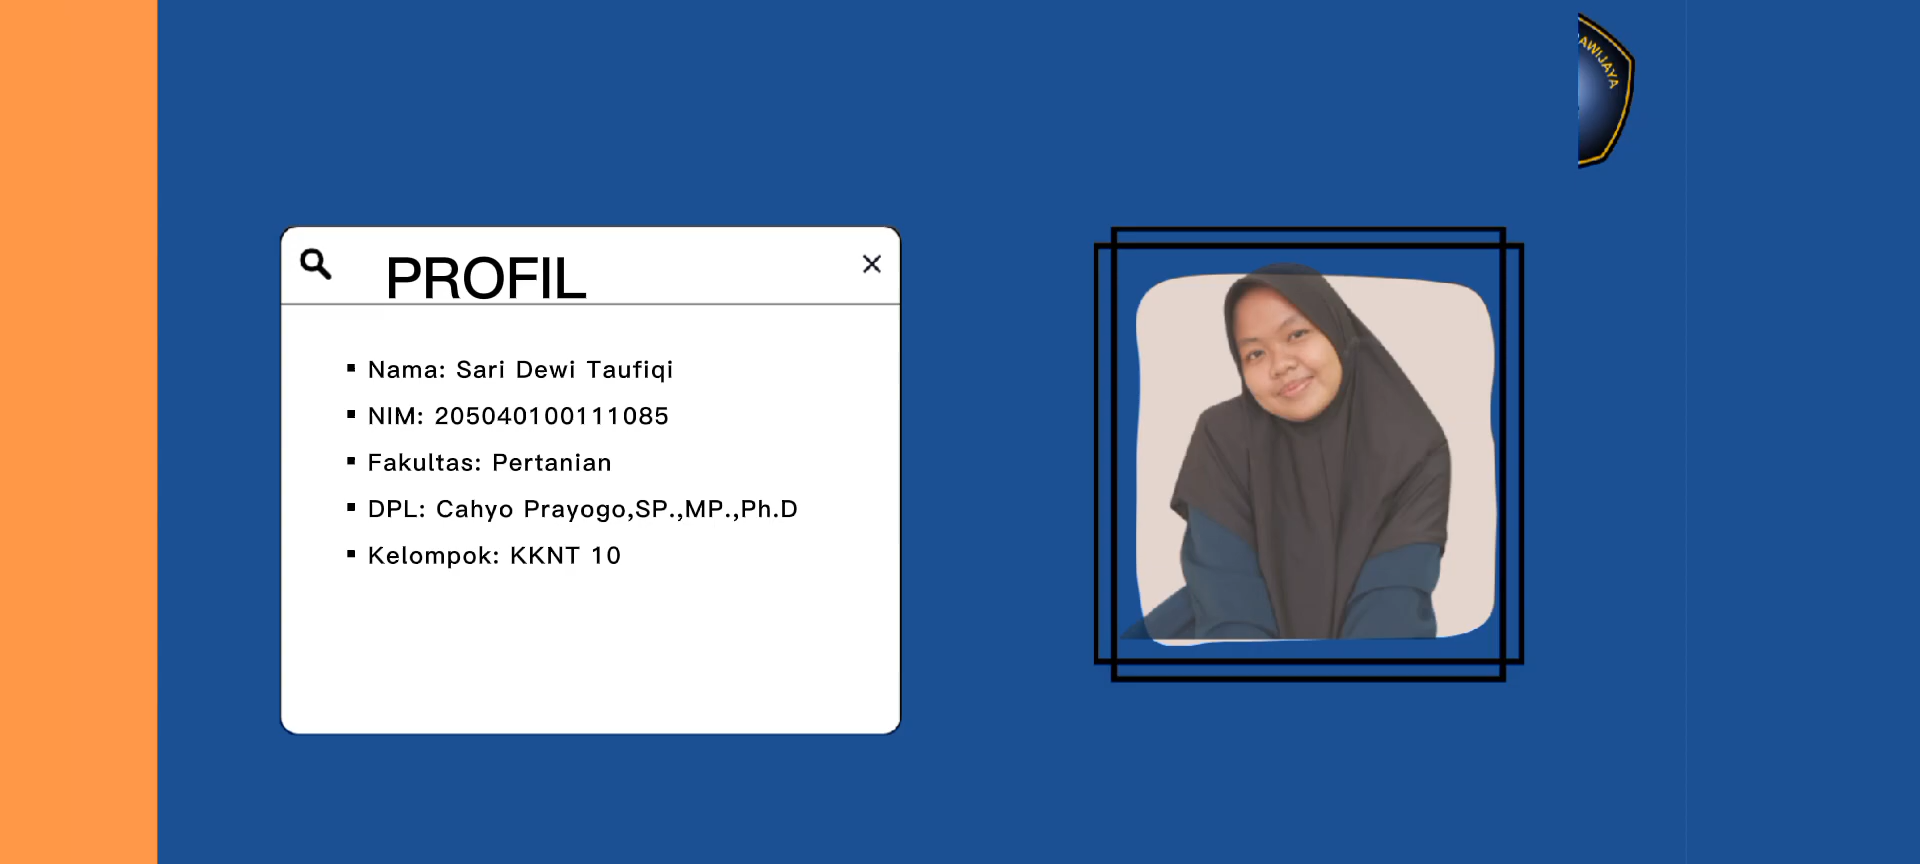 AWIJAYA
PROFIL
Nama: Sari Dewi Taufiqi
NIM: 205040100111085
Fakultas: Pertanian
DPL: Cahyo Prayogo,SP.,MP.,Ph.D
Kelompok: KKNT 10